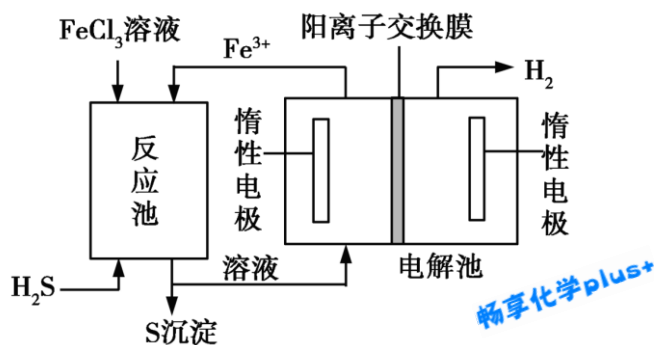 FeCl₃溶液
Fe³⁺
阳离子交换膜
H₂
反应池
惰性电极
惰性电极
H₂S
溶液
电解池
S沉淀
畅享化学plus+